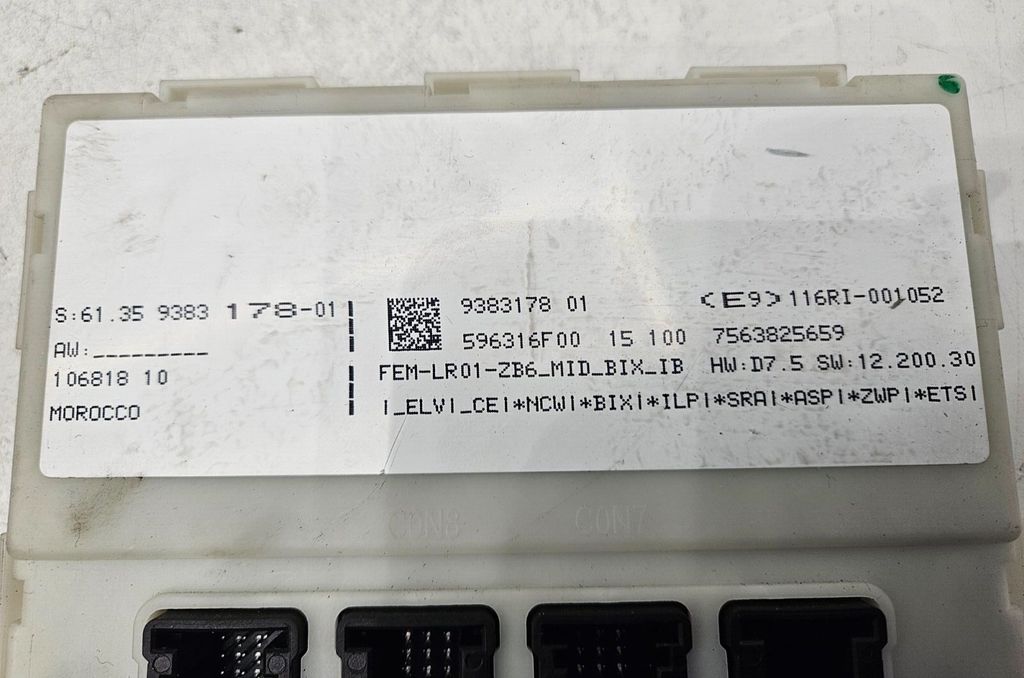 S:61.35 9383 178-01
AW:_________
106818 10
MOROCCO
9383178 01 <E9> 116RI-001052
596316F00 15 100 7563825659
FEM-LR01-ZB6_MID_BIX_IB HW:D7.5 SW:12.200.30
|_ELV|_CE|*NCW|*BIX|*ILP|*SRA|*ASP|*ZWP|*ETS|
CON8 CON7